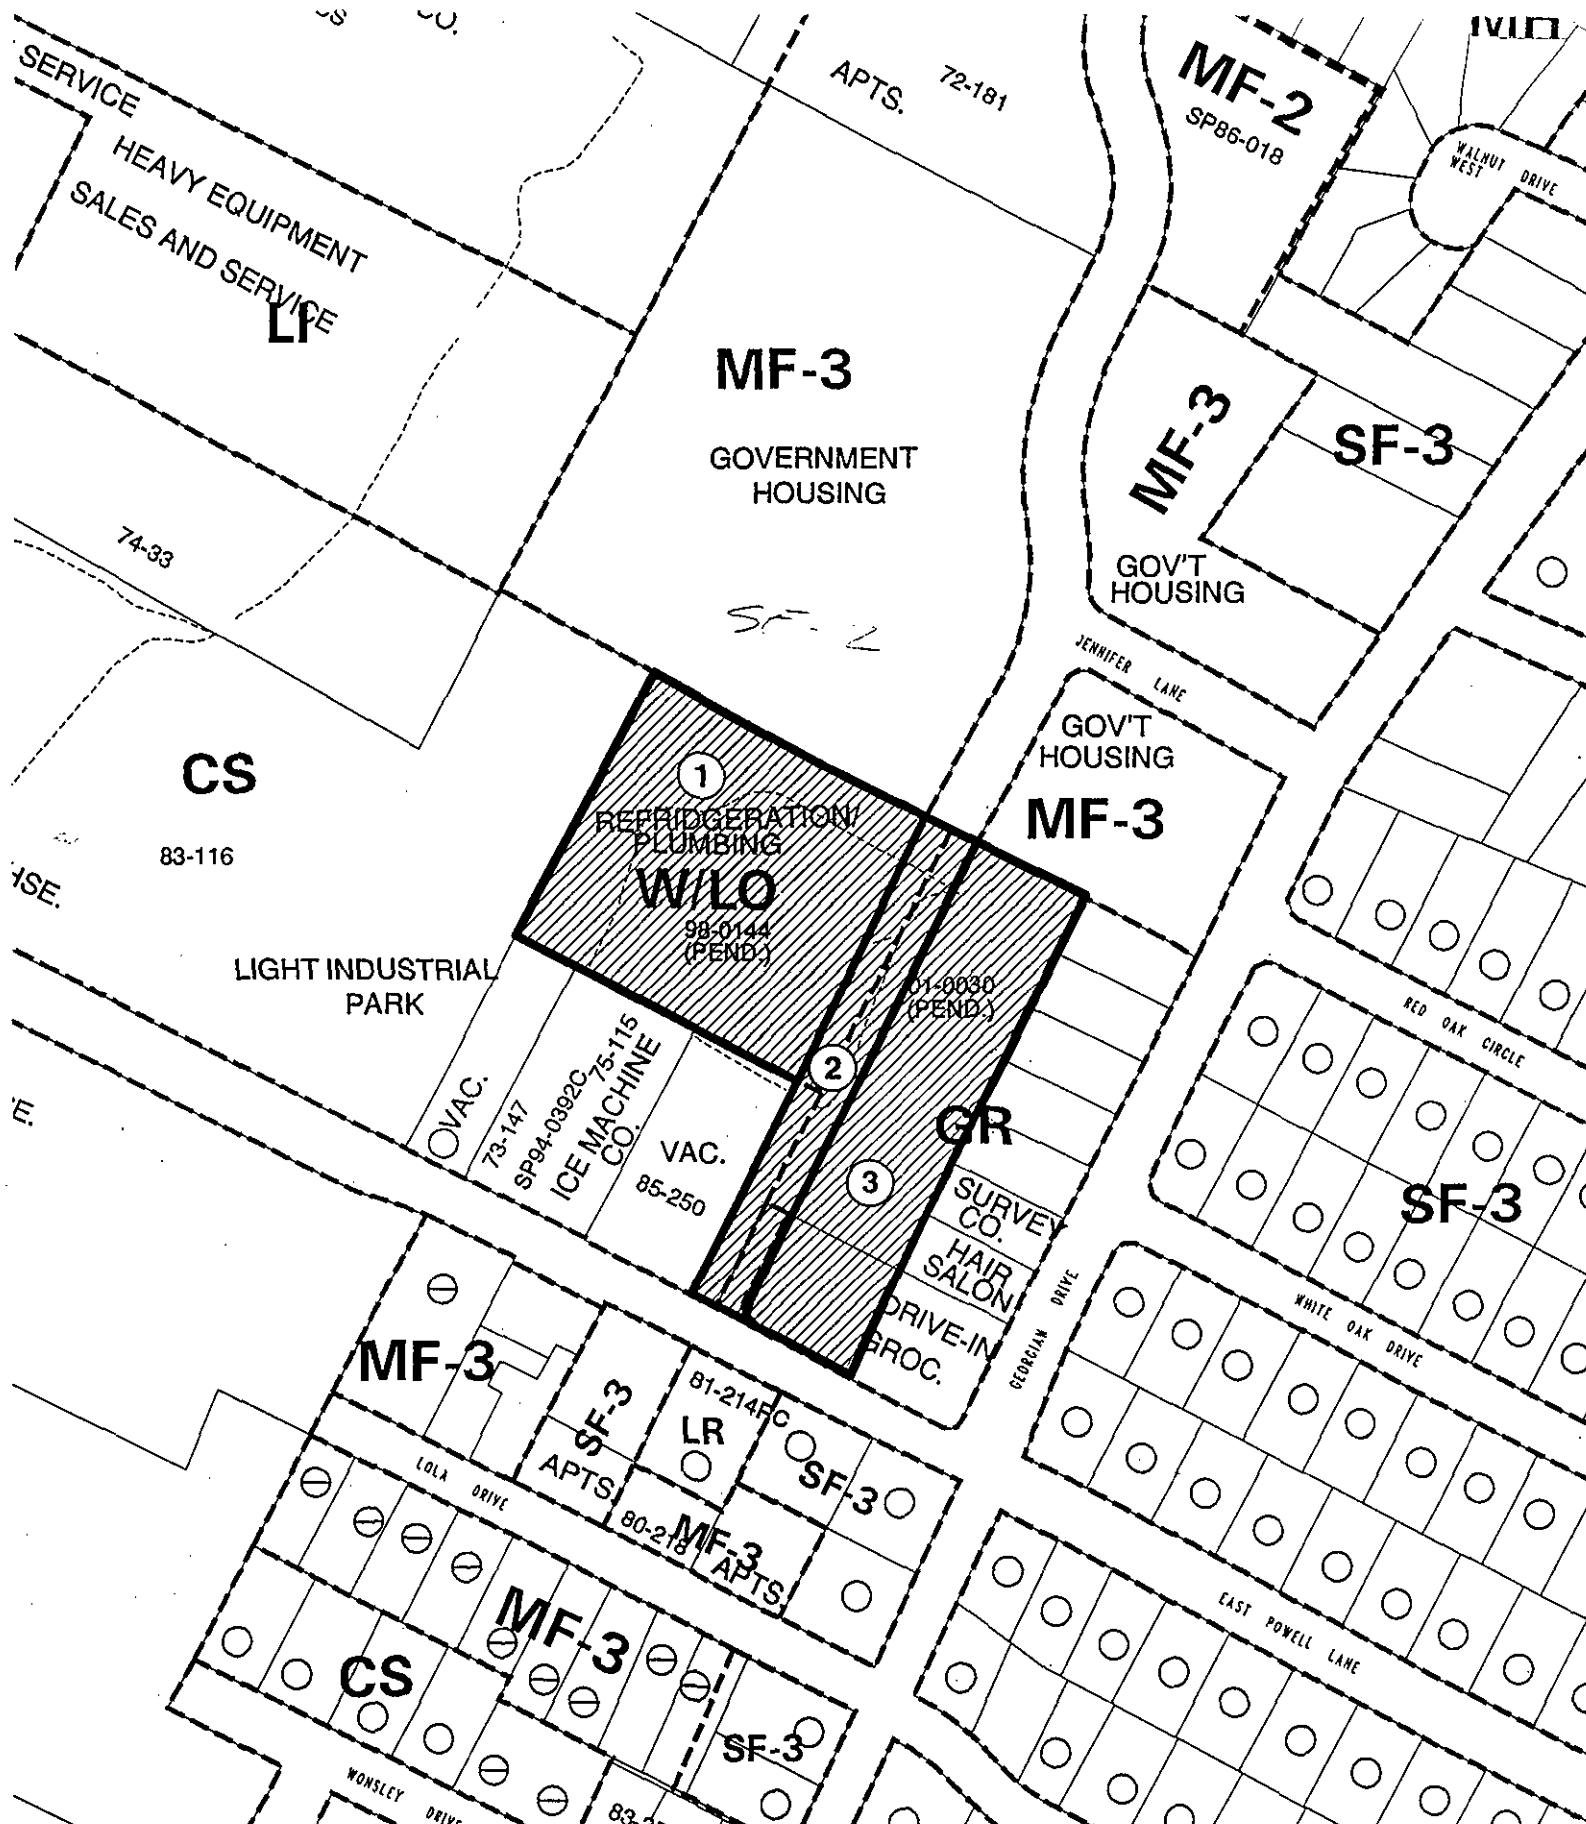 CO.
SERVICE
HEAVY EQUIPMENT
SALES AND SERVICE
LI
APTS.
72-181
MF-2
SP86-018
MH
WALNUT
WEST
DRIVE
MF-3
GOVERNMENT
HOUSING
MF-3
SF-3
74-33
GOV'T
HOUSING
SF-2
JENNIFER LANE
GOV'T
HOUSING
MF-3
CS
83-116
HSE.
1
REFRIDGERATION/
PLUMBING
W/LO
98-0144
(PEND.)
01-0030
(PEND.)
LIGHT INDUSTRIAL
PARK
RED OAK CIRCLE
VAC.
73-147
SP94-0392C
75-115
ICE MACHINE
CO.
VAC.
85-250
2
GR
3
SURVEY
CO.
HAIR
SALON
DRIVE-IN
GROC.
SF-3
GEORGIAN DRIVE
WHITE OAK DRIVE
E.
MF-3
SF-3
APTS.
81-214RC
LR
SF-3
LOLA DRIVE
80-218
MF-3
APTS.
EAST POWELL LANE
MF-3
CS
SF-3
WONSLEY DRIVE